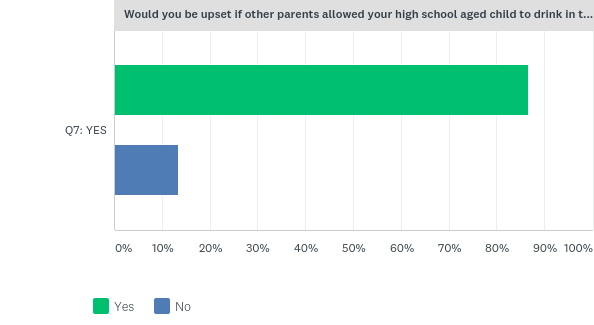 Would you be upset if other parents allowed your high school aged child to drink in t...
Q7: YES
0% 10% 20% 30% 40% 50% 60% 70% 80% 90% 100%
Yes No